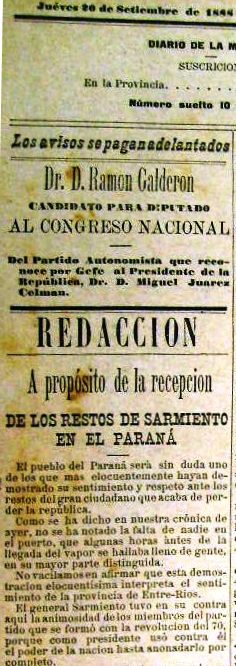 Jueves 20 de Setiembre de 1888
DIARIO DE LA M
SUSCRICION
En la Provincia. . . . . . .
Número suelto 10
Los avisos se pagan adelantados
Dr. D. Ramon Calderon
CANDIDATO PARA DIPUTADO
AL CONGRESO NACIONAL
Del Partido Autonomista que reco-
noce por Gefe al Presidente de la
República, Dr. D. Miguel Juarez
Celman.
REDACCION
A propósito de la recepcion
DE LOS RESTOS DE SARMIENTO
EN EL PARANÁ
El pueblo del Paraná será sin duda uno
de los que mas elocuentemente hayan de-
mostrado su sentimiento y respeto ante los
restos del gran ciudadano que acaba de per-
der la república.
Como se ha dicho en nuestra crónica de
ayer, no se ha notado la falta de nadie en
el puerto, que algunas horas antes de la
llegada del vapor se hallaba lleno de gente,
en su mayor parte distinguida.
No vacilamos en afirmar que esta demos-
tracion elocuentísima interpreta el senti-
miento de la provincia de Entre-Rios.
El general Sarmiento tuvo en su contra
aquí la animosidad de los miembros del par-
tido que se formó con la revolucion del 70,
porque como presidente usó contra él
el poder de la nacion hasta anonadarlo por
completo.